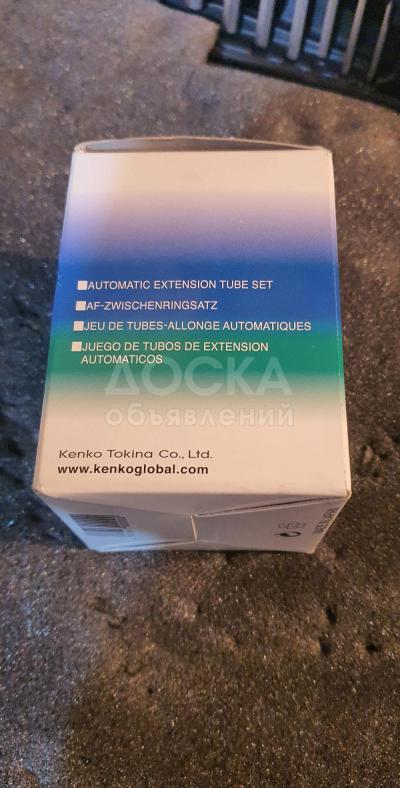 ■AUTOMATIC EXTENSION TUBE SET
■AF-ZWISCHENRINGSATZ
■JEU DE TUBES-ALLONGE AUTOMATIQUES
■JUEGO DE TUBOS DE EXTENSION
AUTOMATICOS
ДОСКА
объявлений
Kenko Tokina Co., Ltd.
www.kenkoglobal.com